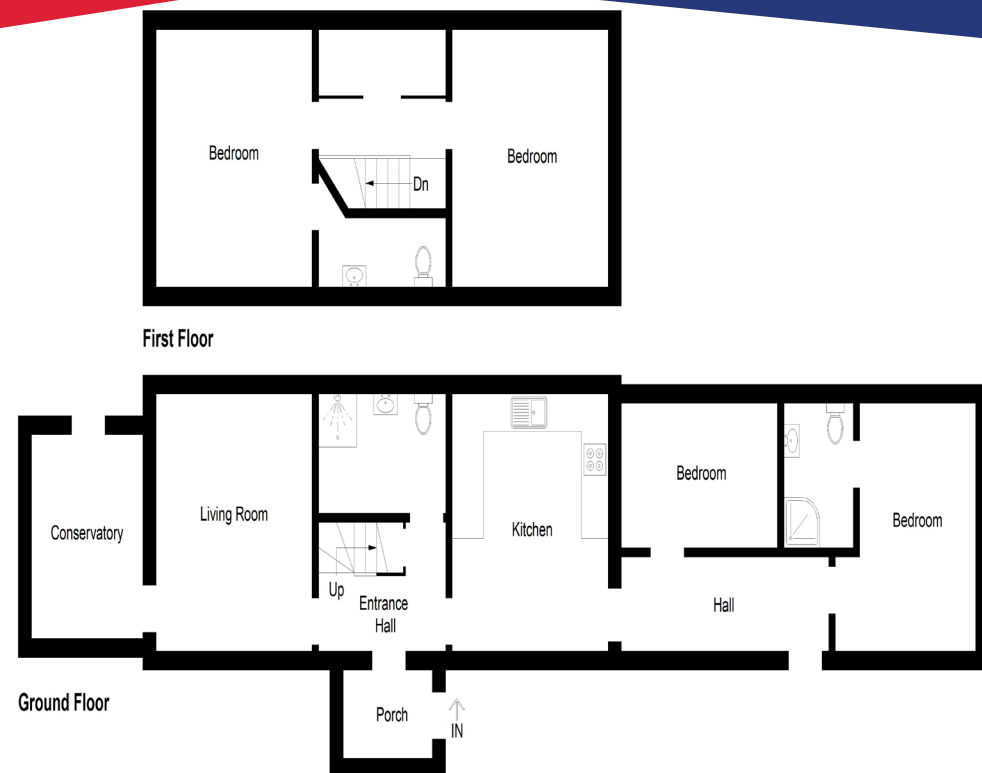 Bedroom
Bedroom
Dn
First Floor
Conservatory
Living Room
Up
Entrance
Hall
Kitchen
Bedroom
Hall
Bedroom
Ground Floor
Porch
IN